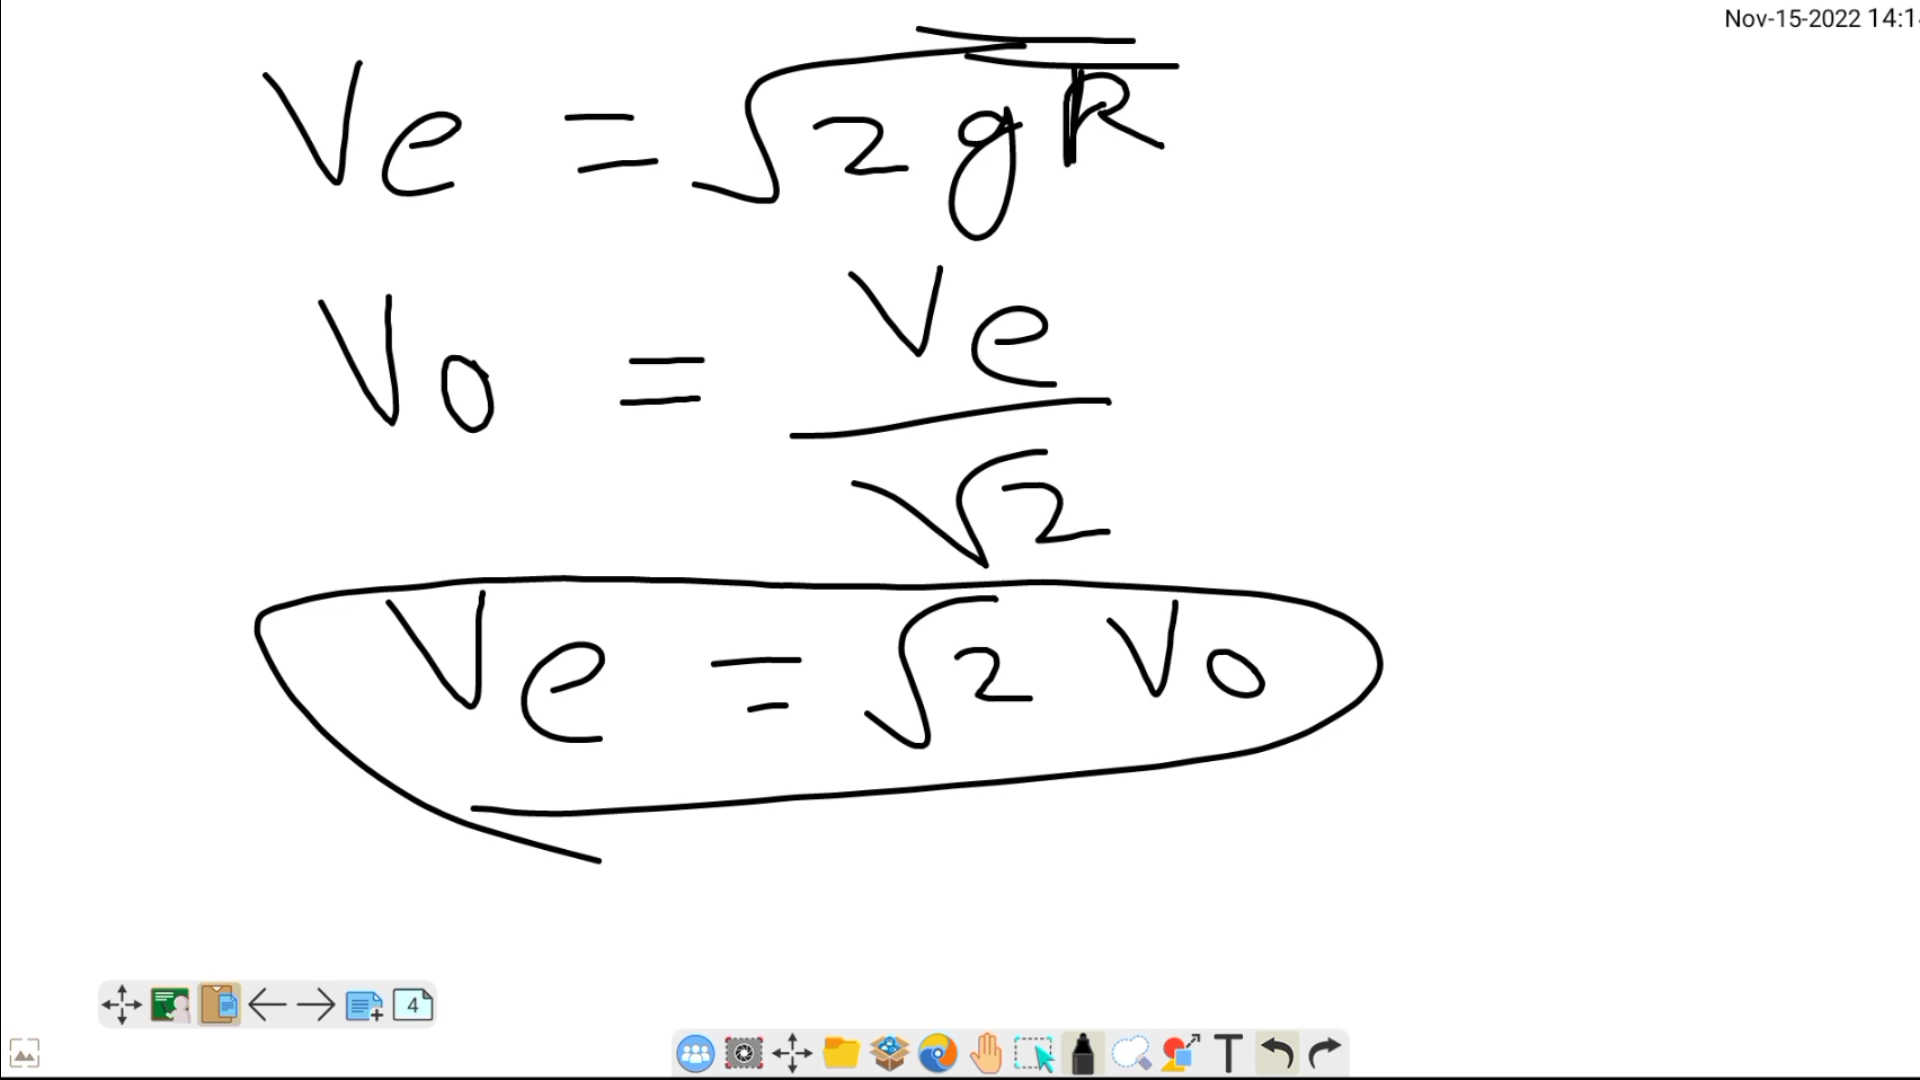 Nov-15-2022 14:1
Ve = √2gR
Vo = Ve
√2
Ve = √2 Vo
4
T